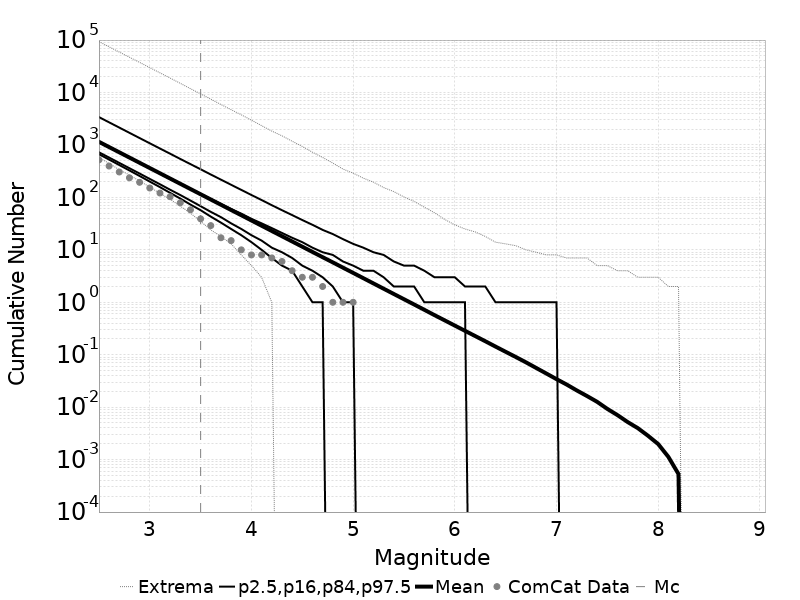 10^5
10^4
10^3
10^2
10^1
10^0
10^-1
10^-2
10^-3
10^-4
Cumulative Number
3 4 5 6 7 8 9
Magnitude
Extrema p2.5,p16,p84,p97.5 Mean ComCat Data Mc